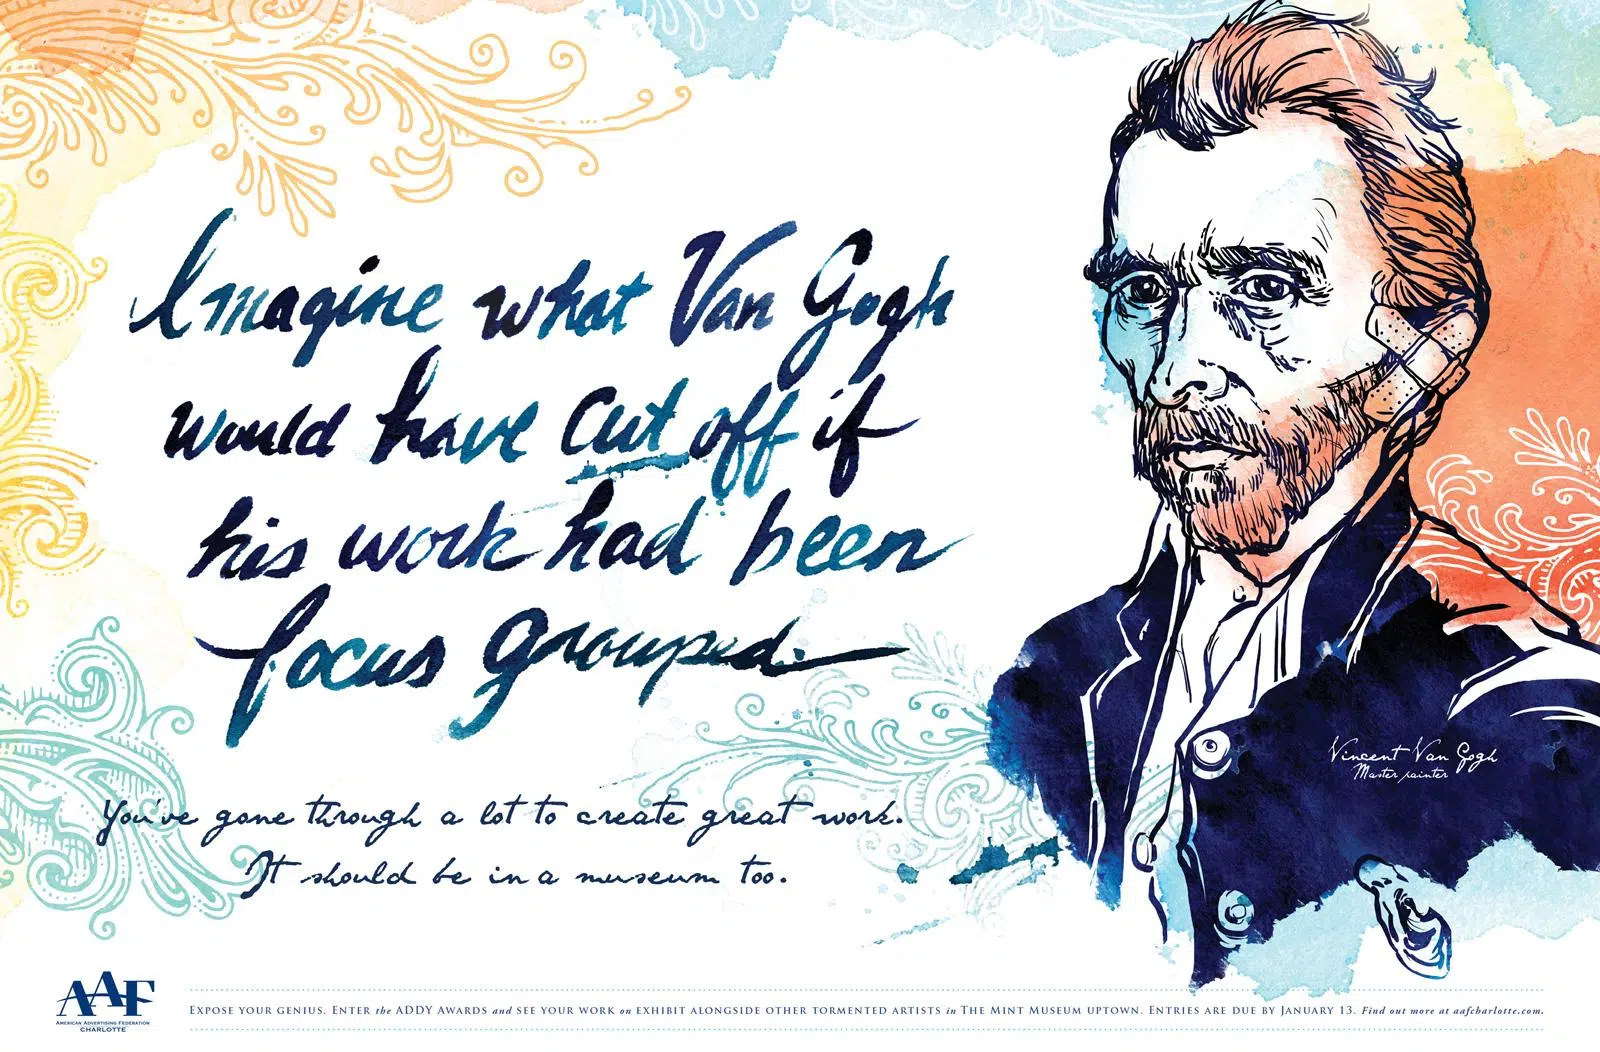 Imagine what Van Gogh
would have cut off if
his work had been
focus grouped.
You've gone through a lot to create great work.
It should be in a museum too.
Vincent Van Gogh
Master painter
AAF
AMERICAN ADVERTISING FEDERATION
CHARLOTTE
EXPOSE YOUR GENIUS. ENTER the ADDY AWARDS and SEE YOUR WORK on EXHIBIT ALONGSIDE OTHER TORMENTED ARTISTS in THE MINT MUSEUM UPTOWN. ENTRIES ARE DUE BY JANUARY 13. Find out more at aafcharlotte.com.